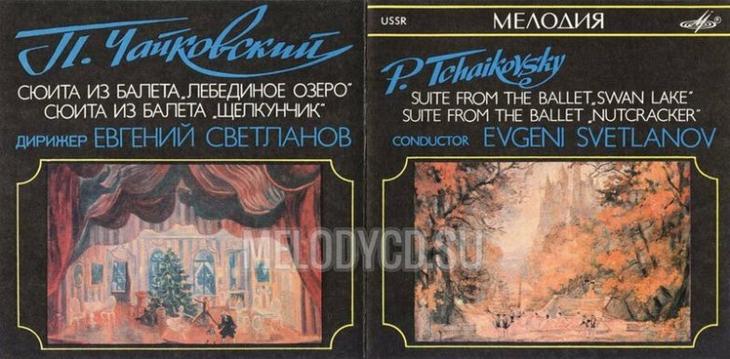 П. Чайковский
СЮИТА ИЗ БАЛЕТА „ЛЕБЕДИНОЕ ОЗЕРО”
СЮИТА ИЗ БАЛЕТА „ЩЕЛКУНЧИК”
ДИРИЖЕР ЕВГЕНИЙ СВЕТЛАНОВ
USSR
МЕЛОДИЯ
P. Tchaikovsky
SUITE FROM THE BALLET „SWAN LAKE”
SUITE FROM THE BALLET „NUTCRACKER”
CONDUCTOR EVGENI SVETLANOV
MELODYCD.SU